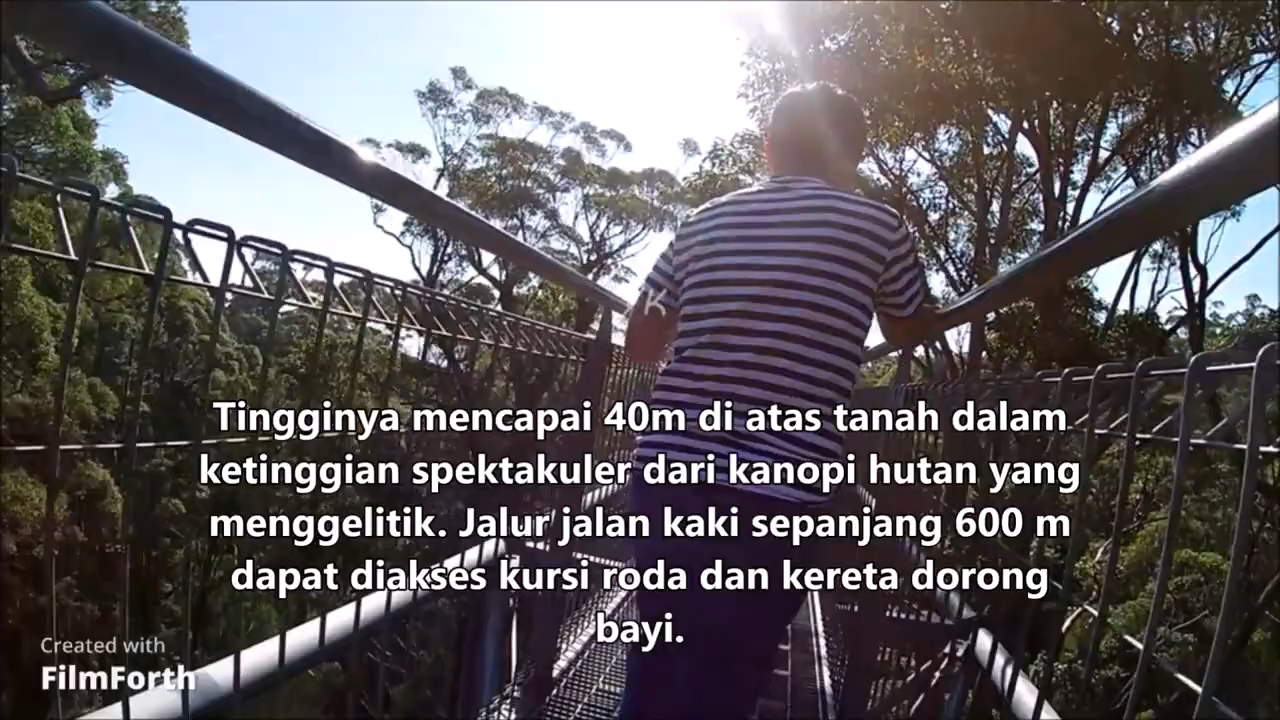 Tingginya mencapai 40m di atas tanah dalam
ketinggian spektakuler dari kanopi hutan yang
menggelitik. Jalur jalan kaki sepanjang 600 m
dapat diakses kursi roda dan kereta dorong
bayi.
Created with
FilmForth